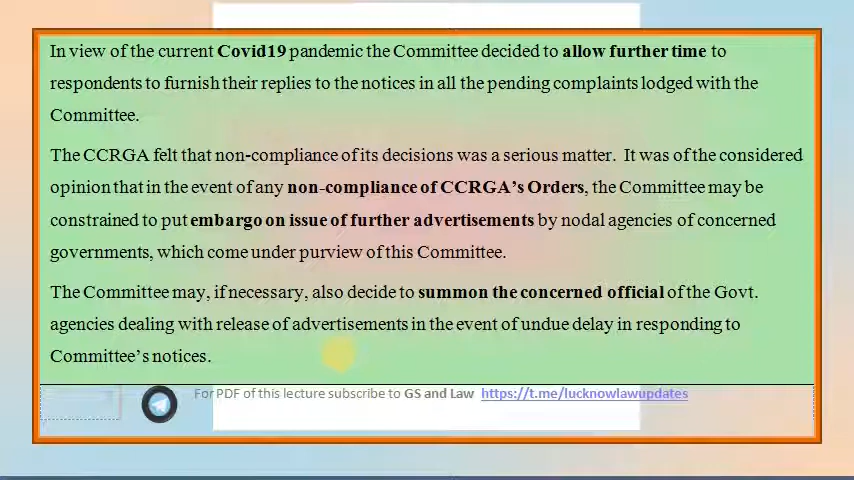 In view of the current Covid19 pandemic the Committee decided to allow further time to
respondents to furnish their replies to the notices in all the pending complaints lodged with the
Committee.
The CCRGA felt that non-compliance of its decisions was a serious matter. It was of the considered
opinion that in the event of any non-compliance of CCRGA's Orders, the Committee may be
constrained to put embargo on issue of further advertisements by nodal agencies of concerned
governments, which come under purview of this Committee.
The Committee may, if necessary, also decide to summon the concerned official of the Govt.
agencies dealing with release of advertisements in the event of undue delay in responding to
Committee's notices.
For PDF of this lecture subscribe to GS and Law https://t.me/lucknowlawupdates